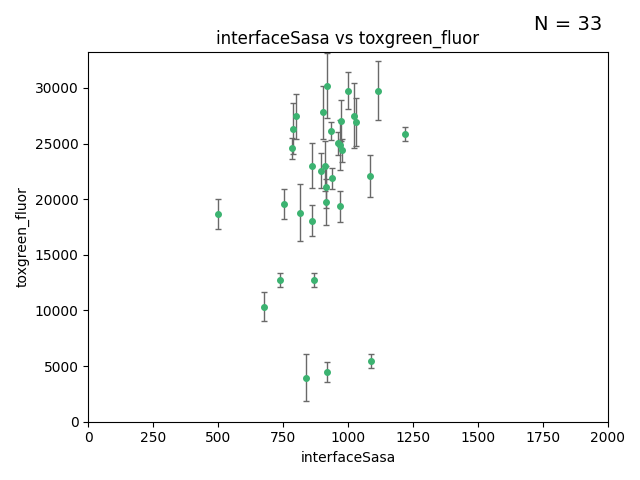 N = 33
interfaceSasa vs toxgreen_fluor
toxgreen_fluor
30000
25000
20000
15000
10000
5000
0
0 250 500 750 1000 1250 1500 1750 2000
interfaceSasa